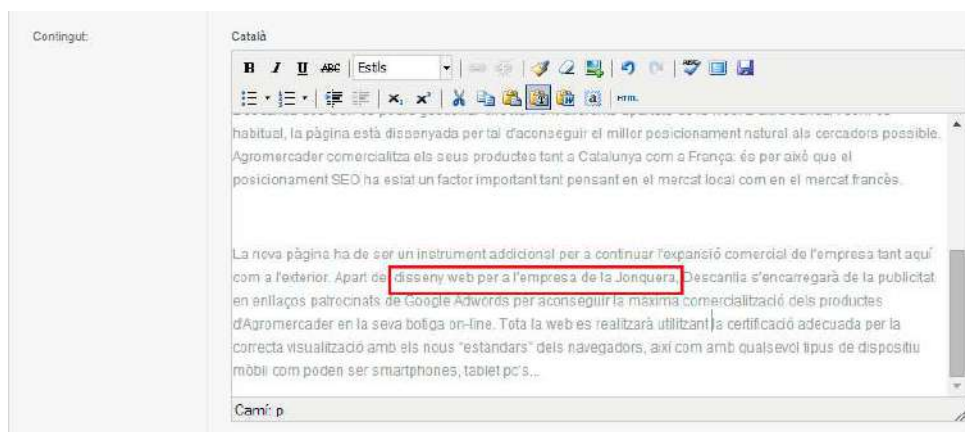 Contingut:
Català
B I U ABC Estils
x, x² HTML
habitual, la pàgina està dissenyada per tal d'aconseguir el millor posicionament natural als cercadors possible.
Agromercader comercialitza els seus productes tant a Catalunya com a França: és per això que el
posicionament SEO ha estat un factor important tant pensant en el mercat local com en el mercat francès.
La nova pàgina ha de ser un instrument addicional per a continuar l'expansió comercial de l'empresa tant aquí
com a l'exterior. Apart del disseny web per a l'empresa de la Jonquera, Descantia s'encarregarà de la publicitat
en enllaços patrocinats de Google Adwords per aconseguir la màxima comercialització dels productes
d'Agromercader en la seva botiga on-line. Tota la web es realitzarà utilitzant la certificació adecuada per la
correcta visualització amb els nous "estàndars" dels navegadors, així com amb qualsevol tipus de dispositiu
mòbil com poden ser smartphones, tablet pc's...
Camí: p